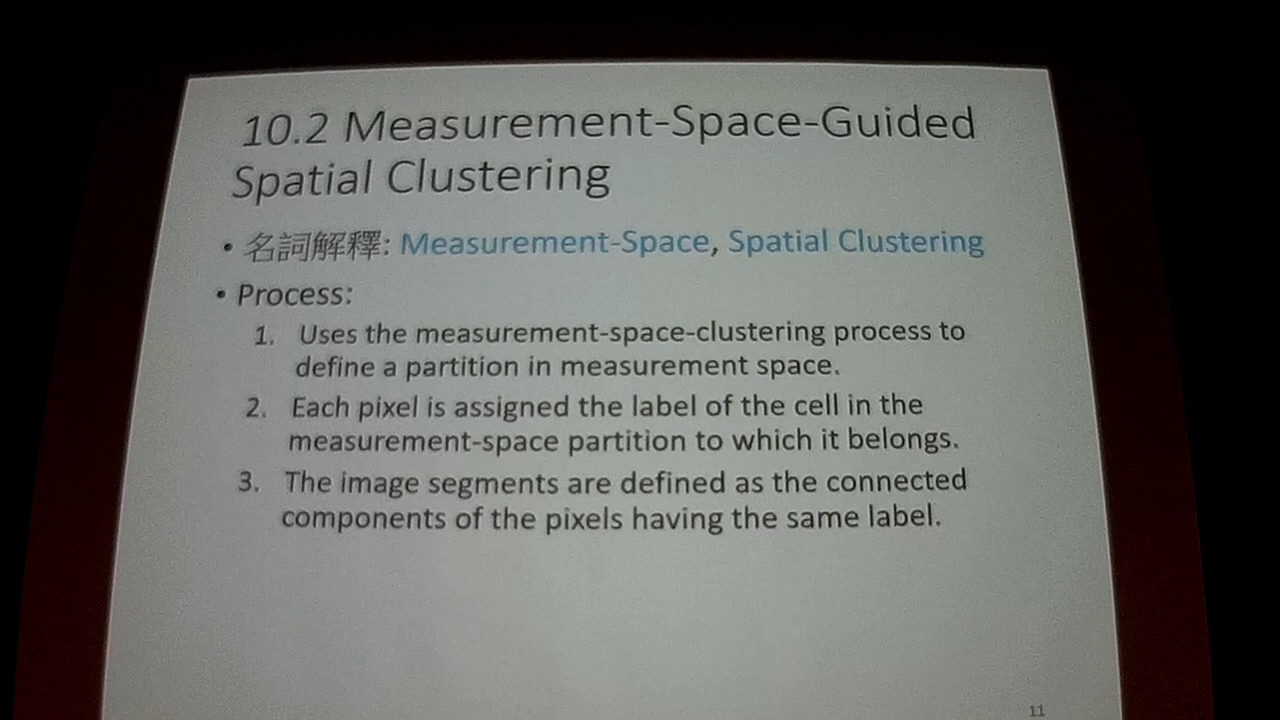 10.2 Measurement-Space-Guided
Spatial Clustering
• 名詞解釋: Measurement-Space, Spatial Clustering
• Process:
1. Uses the measurement-space-clustering process to
define a partition in measurement space.
2. Each pixel is assigned the label of the cell in the
measurement-space partition to which it belongs.
3. The image segments are defined as the connected
components of the pixels having the same label.
11